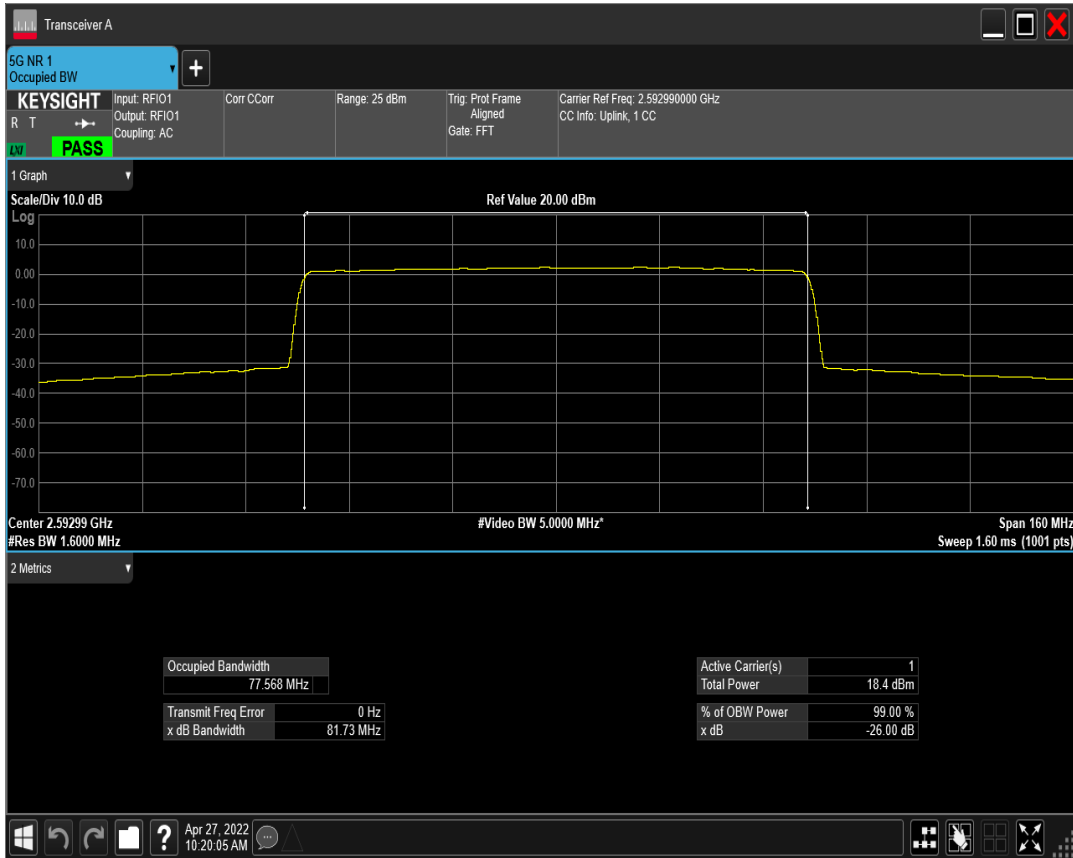 Transceiver A
5G NR 1
Occupied BW
KEYSIGHT
R T
LXI
PASS
Input: RFIO1
Output: RFIO1
Coupling: AC
Corr CCorr
Range: 25 dBm
Trig: Prot Frame
Aligned
Gate: FFT
Carrier Ref Freq: 2.592990000 GHz
CC Info: Uplink, 1 CC
1 Graph
Scale/Div 10.0 dB
Ref Value 20.00 dBm
Log
10.0
0.00
-10.0
-20.0
-30.0
-40.0
-50.0
-60.0
-70.0
Center 2.59299 GHz
#Video BW 5.0000 MHz*
Span 160 MHz
#Res BW 1.6000 MHz
Sweep 1.60 ms (1001 pts)
2 Metrics
Occupied Bandwidth
77.568 MHz
Transmit Freq Error 0 Hz
x dB Bandwidth 81.73 MHz
Active Carrier(s) 1
Total Power 18.4 dBm
% of OBW Power 99.00 %
x dB -26.00 dB
?
Apr 27, 2022
10:20:05 AM